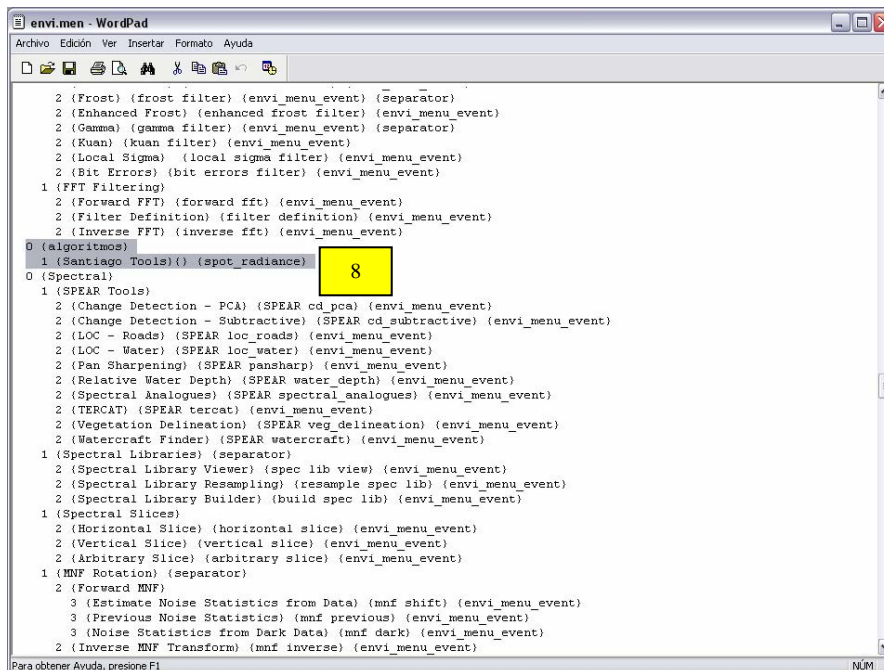 envi.men - WordPad
Archivo Edición Ver Insertar Formato Ayuda
2 {Frost} {frost filter} {envi_menu_event} {separator}
2 {Enhanced Frost} {enhanced frost filter} {envi_menu_event}
2 {Gamma} {gamma filter} {envi_menu_event} {separator}
2 {Kuan} {kuan filter} {envi_menu_event}
2 {Local Sigma}  {local sigma filter} {envi_menu_event}
2 {Bit Errors} {bit errors filter} {envi_menu_event}
1 {FFT Filtering}
2 {Forward FFT} {forward fft} {envi_menu_event}
2 {Filter Definition} {filter definition} {envi_menu_event}
2 {Inverse FFT} {inverse fft} {envi_menu_event}
0 {algoritmos}
1 {Santiago Tools}{} {spot_radiance}
8
0 {Spectral}
1 {SPEAR Tools}
2 {Change Detection - PCA} {SPEAR cd_pca} {envi_menu_event}
2 {Change Detection - Subtractive} {SPEAR cd_subtractive} {envi_menu_event}
2 {LOC - Roads} {SPEAR loc_roads} {envi_menu_event}
2 {LOC - Water} {SPEAR loc_water} {envi_menu_event}
2 {Pan Sharpening} {SPEAR pansharp} {envi_menu_event}
2 {Relative Water Depth} {SPEAR water_depth} {envi_menu_event}
2 {Spectral Analogues} {SPEAR spectral_analogues} {envi_menu_event}
2 {TERCAT} {SPEAR tercat} {envi_menu_event}
2 {Vegetation Delineation} {SPEAR veg_delineation} {envi_menu_event}
2 {Watercraft Finder} {SPEAR watercraft} {envi_menu_event}
1 {Spectral Libraries} {separator}
2 {Spectral Library Viewer} {spec lib view} {envi_menu_event}
2 {Spectral Library Resampling} {resample spec lib} {envi_menu_event}
2 {Spectral Library Builder} {build spec lib} {envi_menu_event}
1 {Spectral Slices}
2 {Horizontal Slice} {horizontal slice} {envi_menu_event}
2 {Vertical Slice} {vertical slice} {envi_menu_event}
2 {Arbitrary Slice} {arbitrary slice} {envi_menu_event}
1 {MNF Rotation} {separator}
2 {Forward MNF}
3 {Estimate Noise Statistics from Data} {mnf shift} {envi_menu_event}
3 {Previous Noise Statistics} {mnf previous} {envi_menu_event}
3 {Noise Statistics from Dark Data} {mnf dark} {envi_menu_event}
2 {Inverse MNF Transform} {mnf inverse} {envi_menu_event}
Para obtener Ayuda, presione F1
NÚM